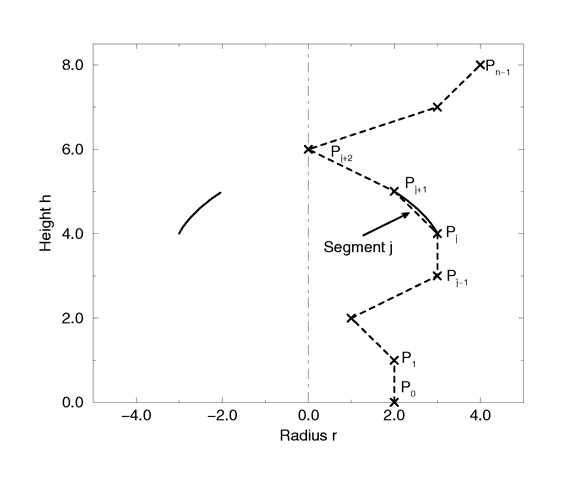 8.0
P_{n−1}
6.0
P_{j+2}
P_{j+1}
Height h
4.0
P_j
Segment j
P_{j−1}
2.0
P_1
P_0
0.0
−4.0 −2.0 0.0 2.0 4.0
Radius r